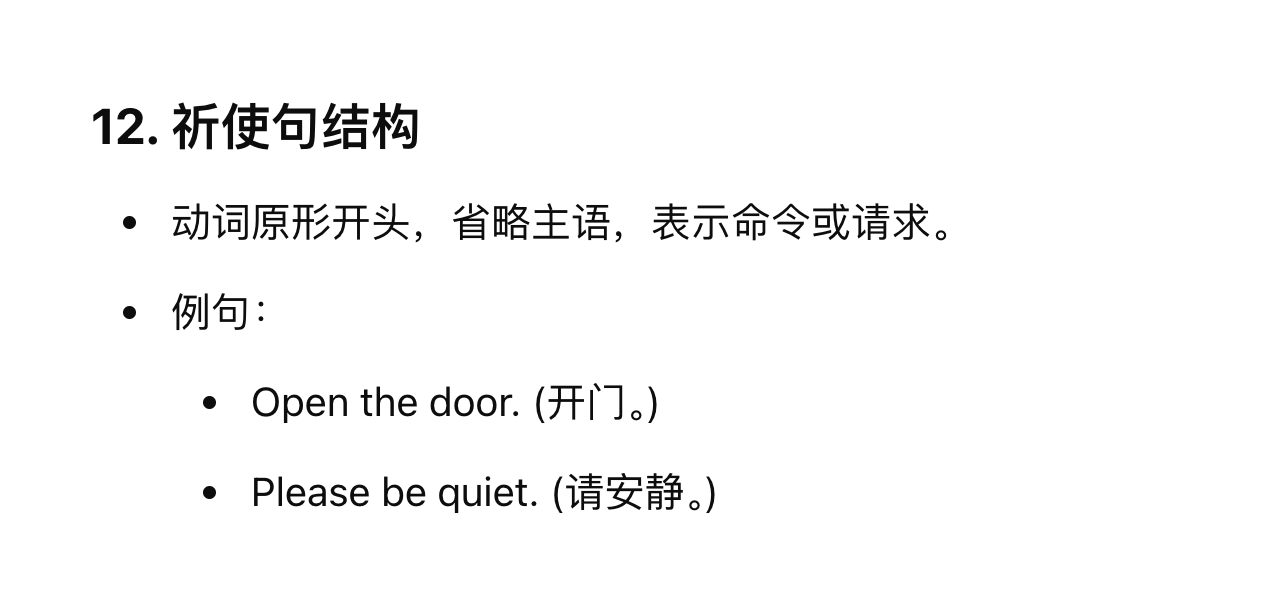 12. 祈使句结构
• 动词原形开头，省略主语，表示命令或请求。
• 例句：
• Open the door. (开门。)
• Please be quiet. (请安静。)